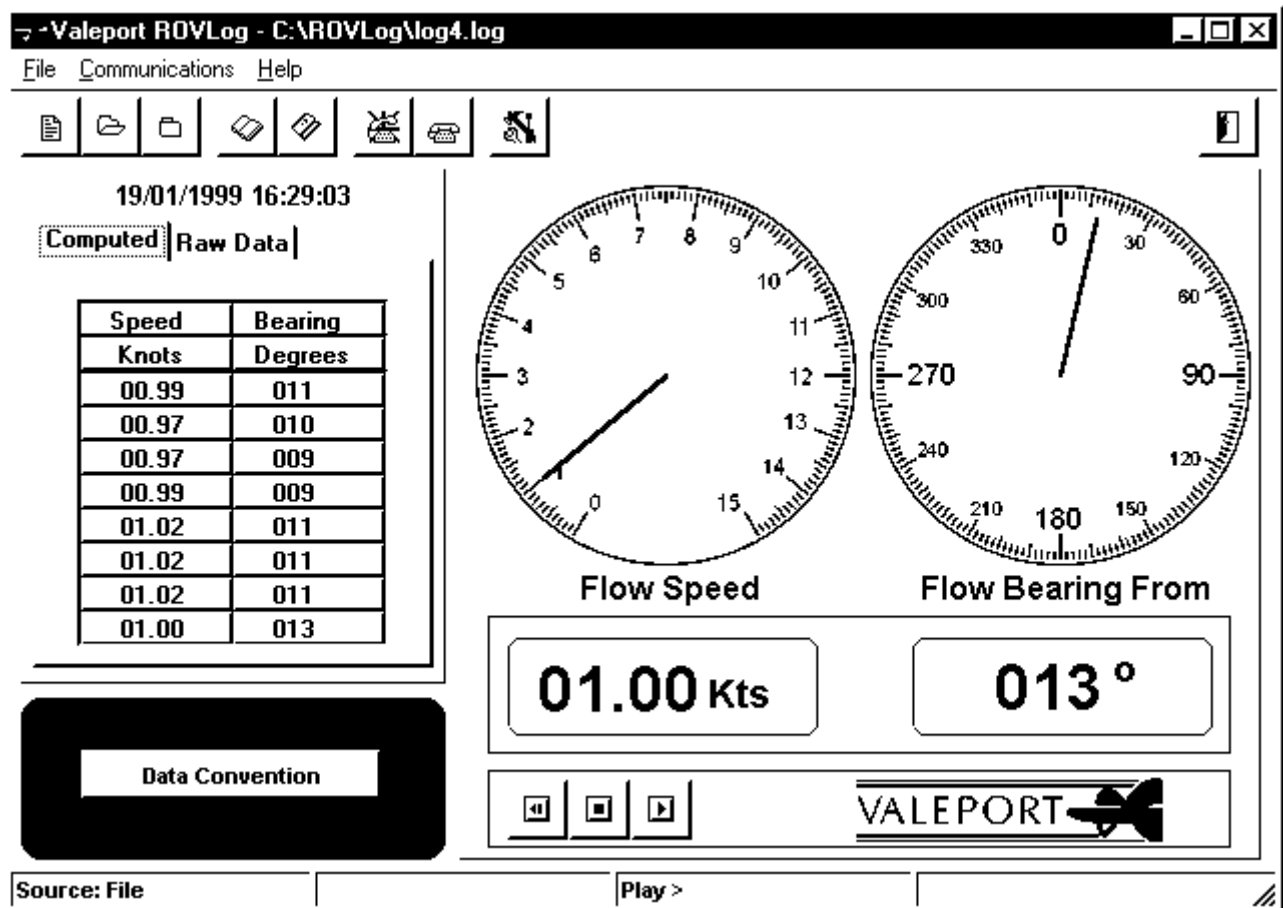 Valeport ROVLog - C:\ROVLog\log4.log
File Communications Help
19/01/1999 16:29:03
Computed Raw Data
Speed Bearing
Knots Degrees
00.99 011
00.97 010
00.97 009
00.99 009
01.02 011
01.02 011
01.02 011
01.00 013
Data Convention
0 1 2 3 4 5 6 7 8 9 10 11 12 13 14 15
Flow Speed
0 30 60 90 120 150 180 210 240 270 300 330
Flow Bearing From
01.00 Kts
013 º
VALEPORT
Source: File
Play >